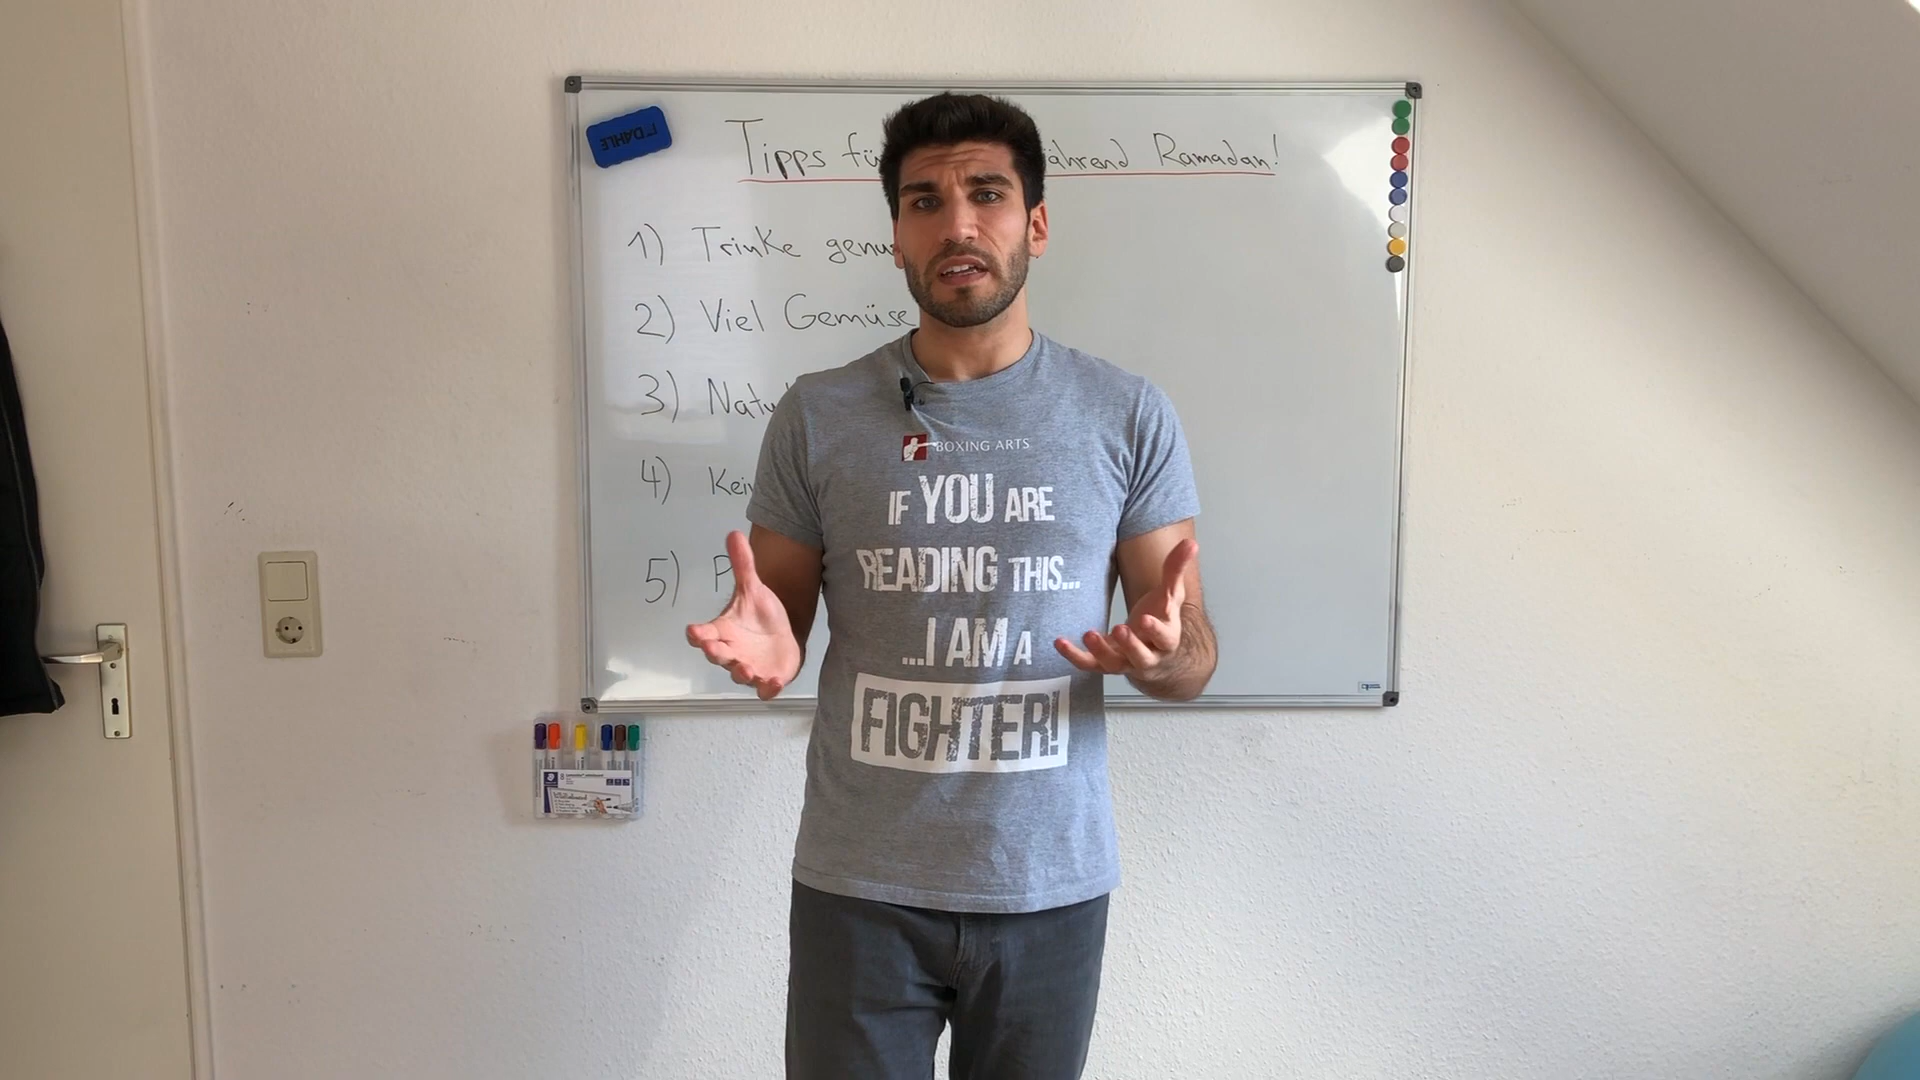 DAHLE
Tipps fü ährend Ramadan!
1) Trinke genu
2) Viel Gemüse
3) Natu
4) Kei
5) P
BOXING ARTS
IF YOU ARE
READING THIS...
...I AM A
FIGHTER!